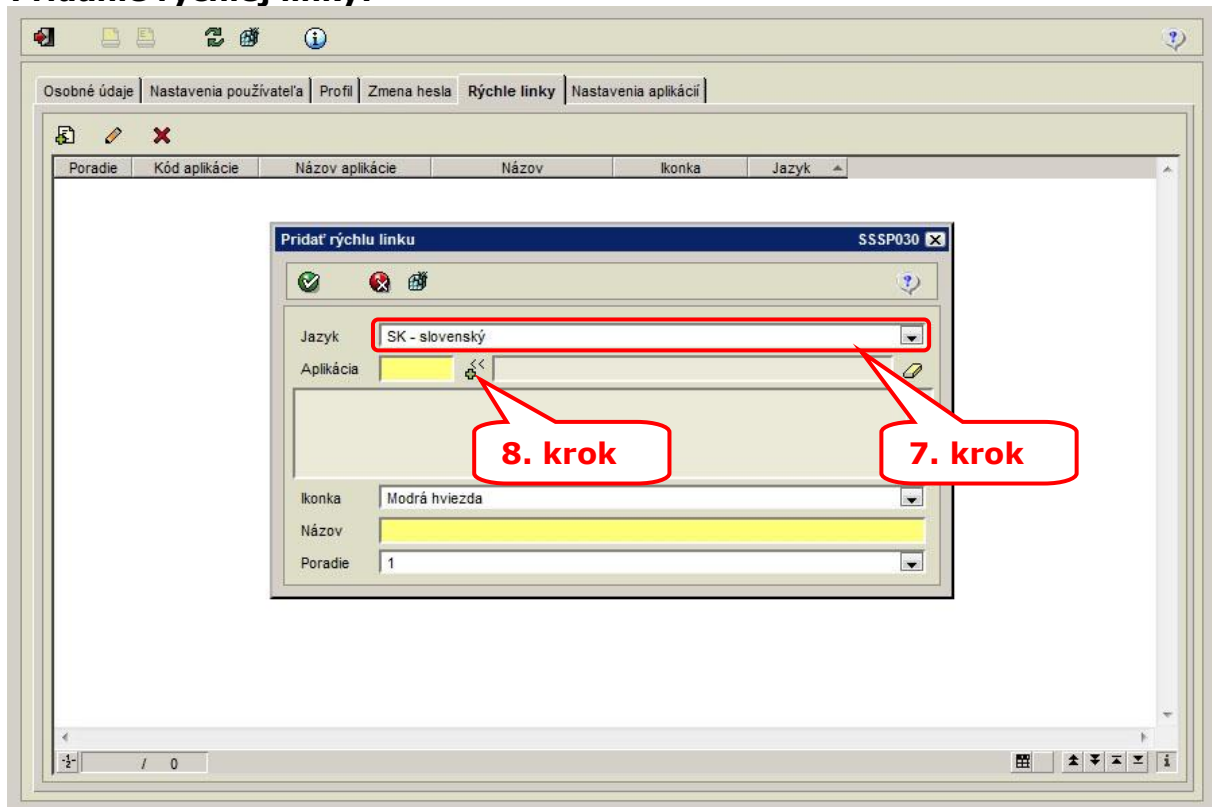 Osobné údaje Nastavenia používateľa Profil Zmena hesla Rýchle linky Nastavenia aplikácií
Poradie Kód aplikácie Názov aplikácie Názov Ikonka Jazyk
Pridať rýchlu linku SSSP030
Jazyk SK - slovenský
Aplikácia <<
8. krok 7. krok
Ikonka Modrá hviezda
Názov
Poradie 1
-1/2- / 0